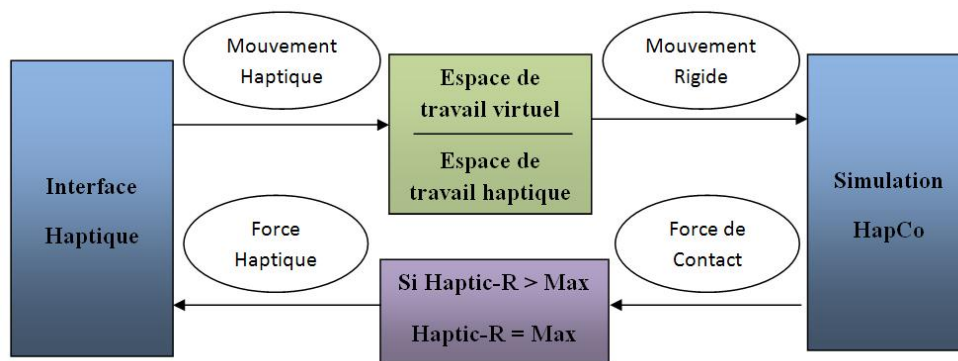 Mouvement
Haptique
Mouvement
Rigide
Espace de
travail virtuel
Espace de
travail haptique
Interface
Haptique
Simulation
HapCo
Force
Haptique
Force de
Contact
Si Haptic-R > Max
Haptic-R = Max